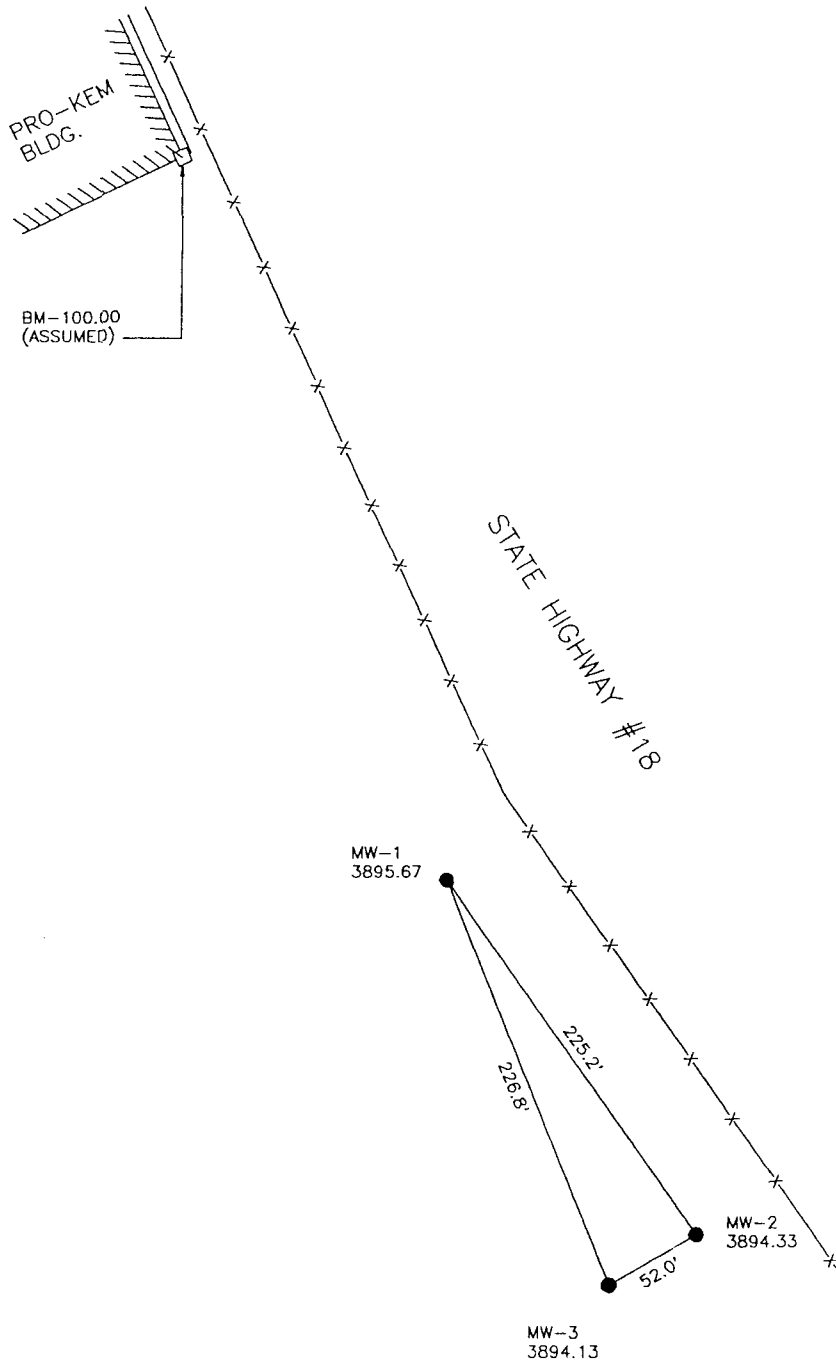 PRO-KEM
BLDG.
BM-100.00
(ASSUMED)
STATE HIGHWAY #18
MW-1
3895.67
225.2'
226.8'
MW-2
3894.33
52.0'
MW-3
3894.13